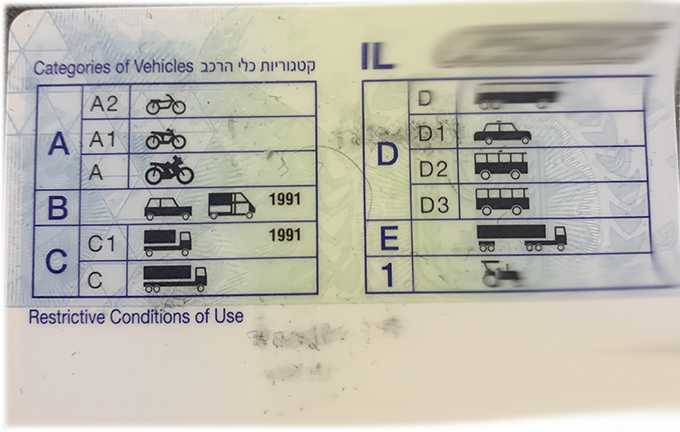 Categories of Vehicles קטגוריות כלי הרכב
A
A2
A1
A
B 1991
C
C1 1991
C
Restrictive Conditions of Use
IL
D
D
D1
D2
D3
E
1